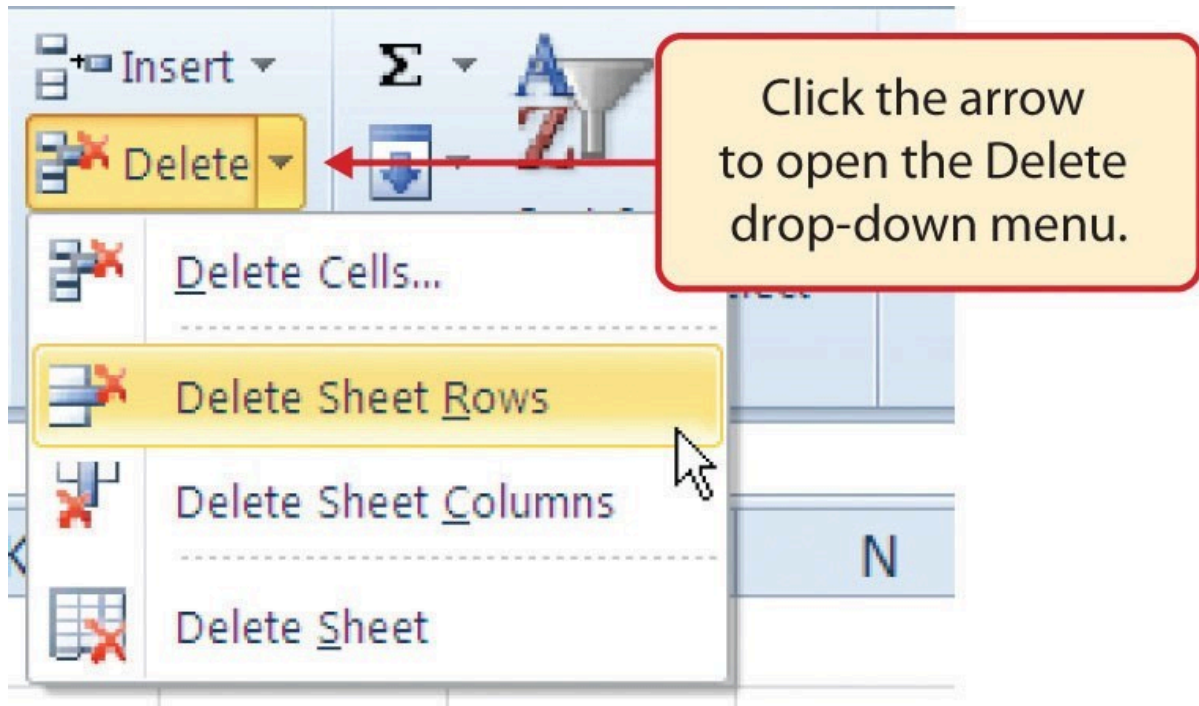 Insert
Σ
A
Z
Delete
Click the arrow
to open the Delete
drop-down menu.
Delete Cells...
Delete Sheet Rows
Delete Sheet Columns
N
Delete Sheet